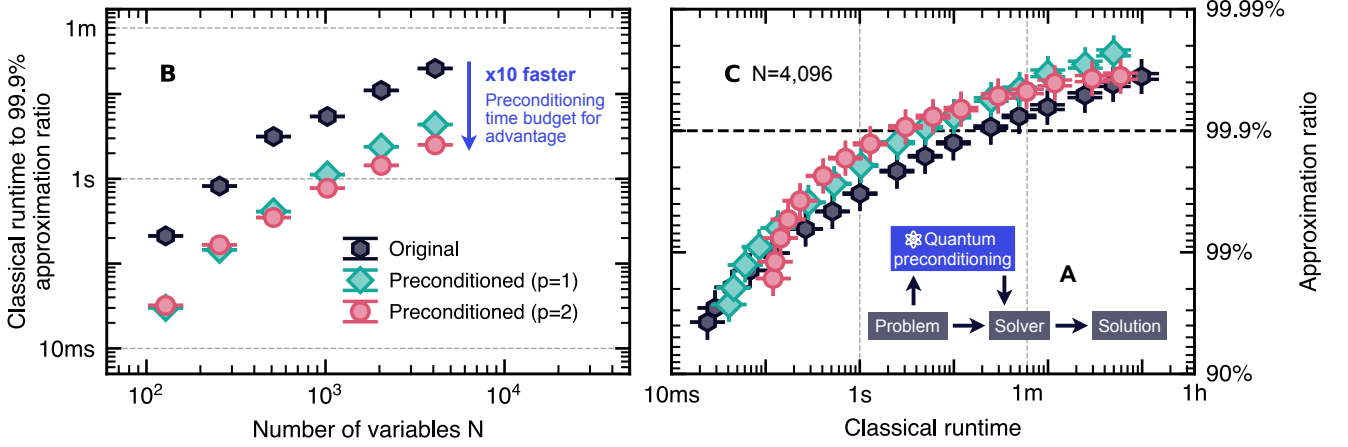 Classical runtime to 99.9%
approximation ratio
1m
1s
10ms
B
x10 faster
Preconditioning
time budget for
advantage
Original
Preconditioned (p=1)
Preconditioned (p=2)
10²
10³
10⁴
Number of variables N
C N=4,096
99.99%
99.9%
99%
90%
Approximation ratio
Quantum
preconditioning
A
Problem
Solver
Solution
10ms
1s
1m
1h
Classical runtime